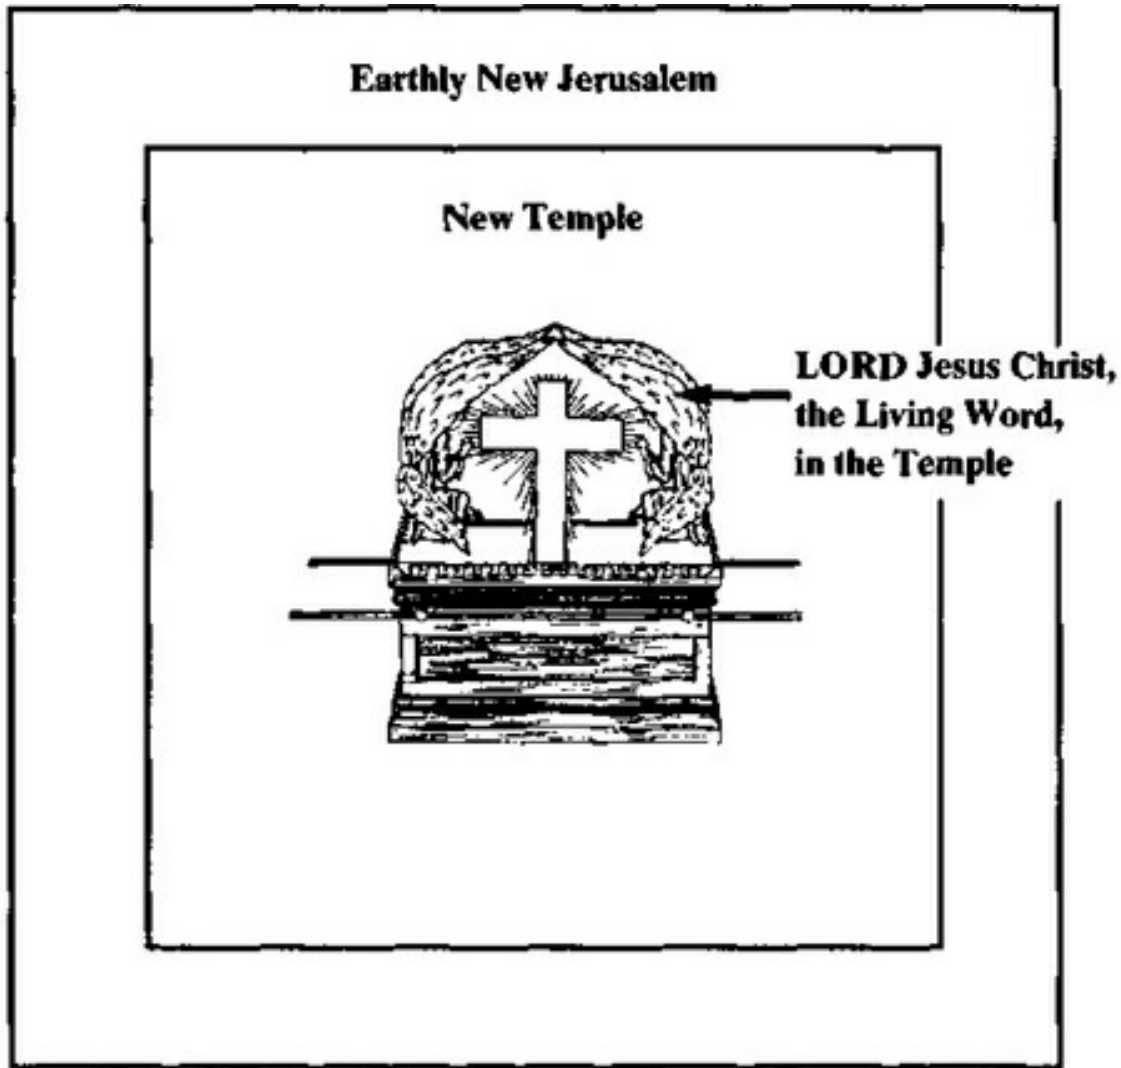 Earthly New Jerusalem
New Temple
LORD Jesus Christ,
the Living Word,
in the Temple